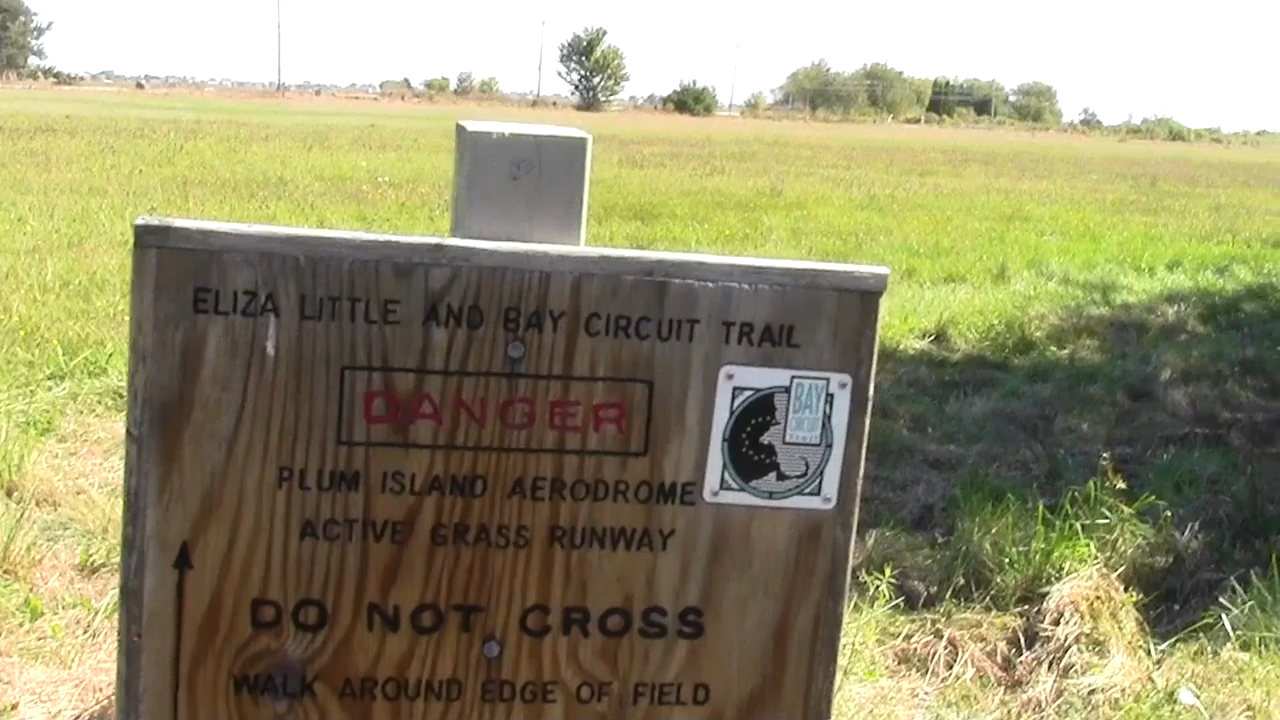 ELIZA LITTLE AND BAY CIRCUIT TRAIL
DANGER
BAY
CIRCUIT
PLUM ISLAND AERODROME
ACTIVE GRASS RUNWAY
DO NOT CROSS
WALK AROUND EDGE OF FIELD